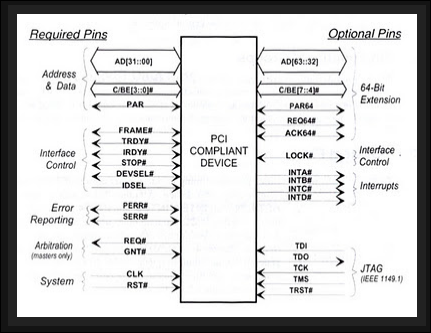 Required Pins
Optional Pins
Address
& Data
AD[31::00]
C/BE[3::0]#
PAR
Interface
Control
FRAME#
TRDY#
IRDY#
STOP#
DEVSEL#
IDSEL
Error
Reporting
PERR#
SERR#
Arbitration
(masters only)
REQ#
GNT#
System
CLK
RST#
PCI
COMPLIANT
DEVICE
AD[63::32]
C/BE[7::4]#
PAR64
REQ64#
ACK64#
64-Bit
Extension
LOCK#
Interface
Control
INTA#
INTB#
INTC#
INTD#
Interrupts
TDI
TDO
TCK
TMS
TRST#
JTAG
(IEEE 1149.1)